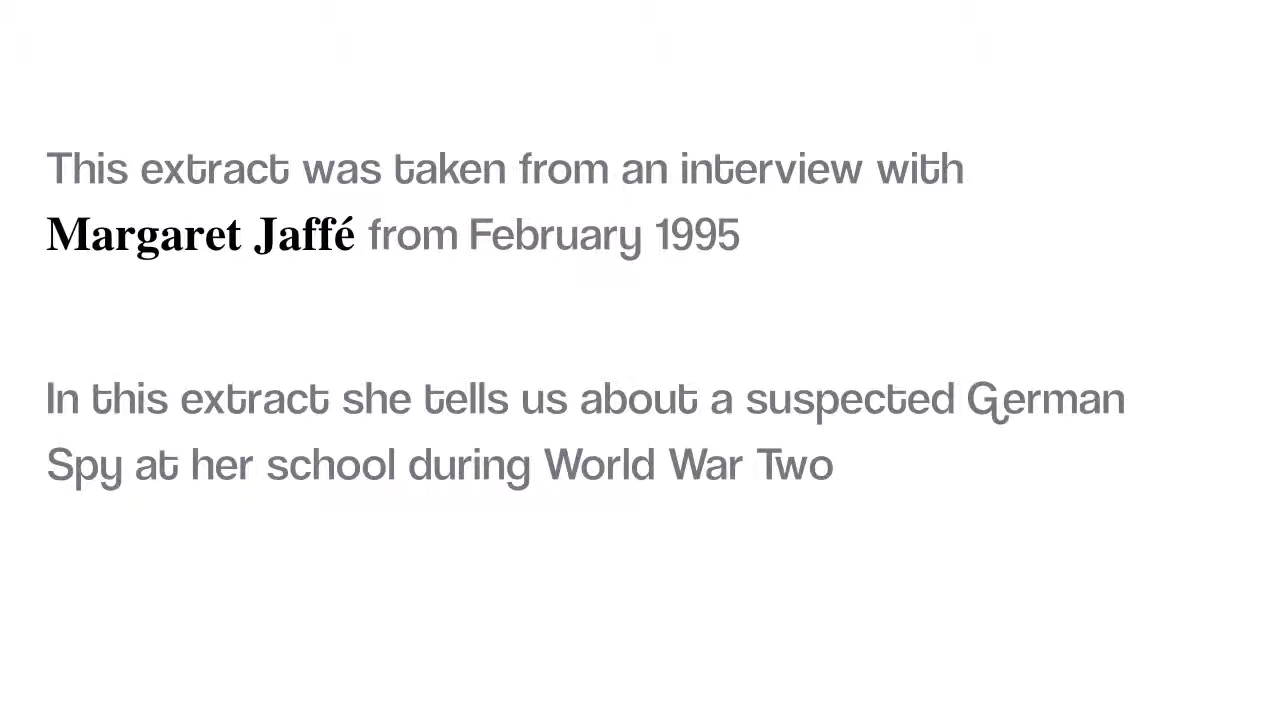 This extract was taken from an interview with
Margaret Jaffé from February 1995
In this extract she tells us about a suspected German
Spy at her school during World War Two